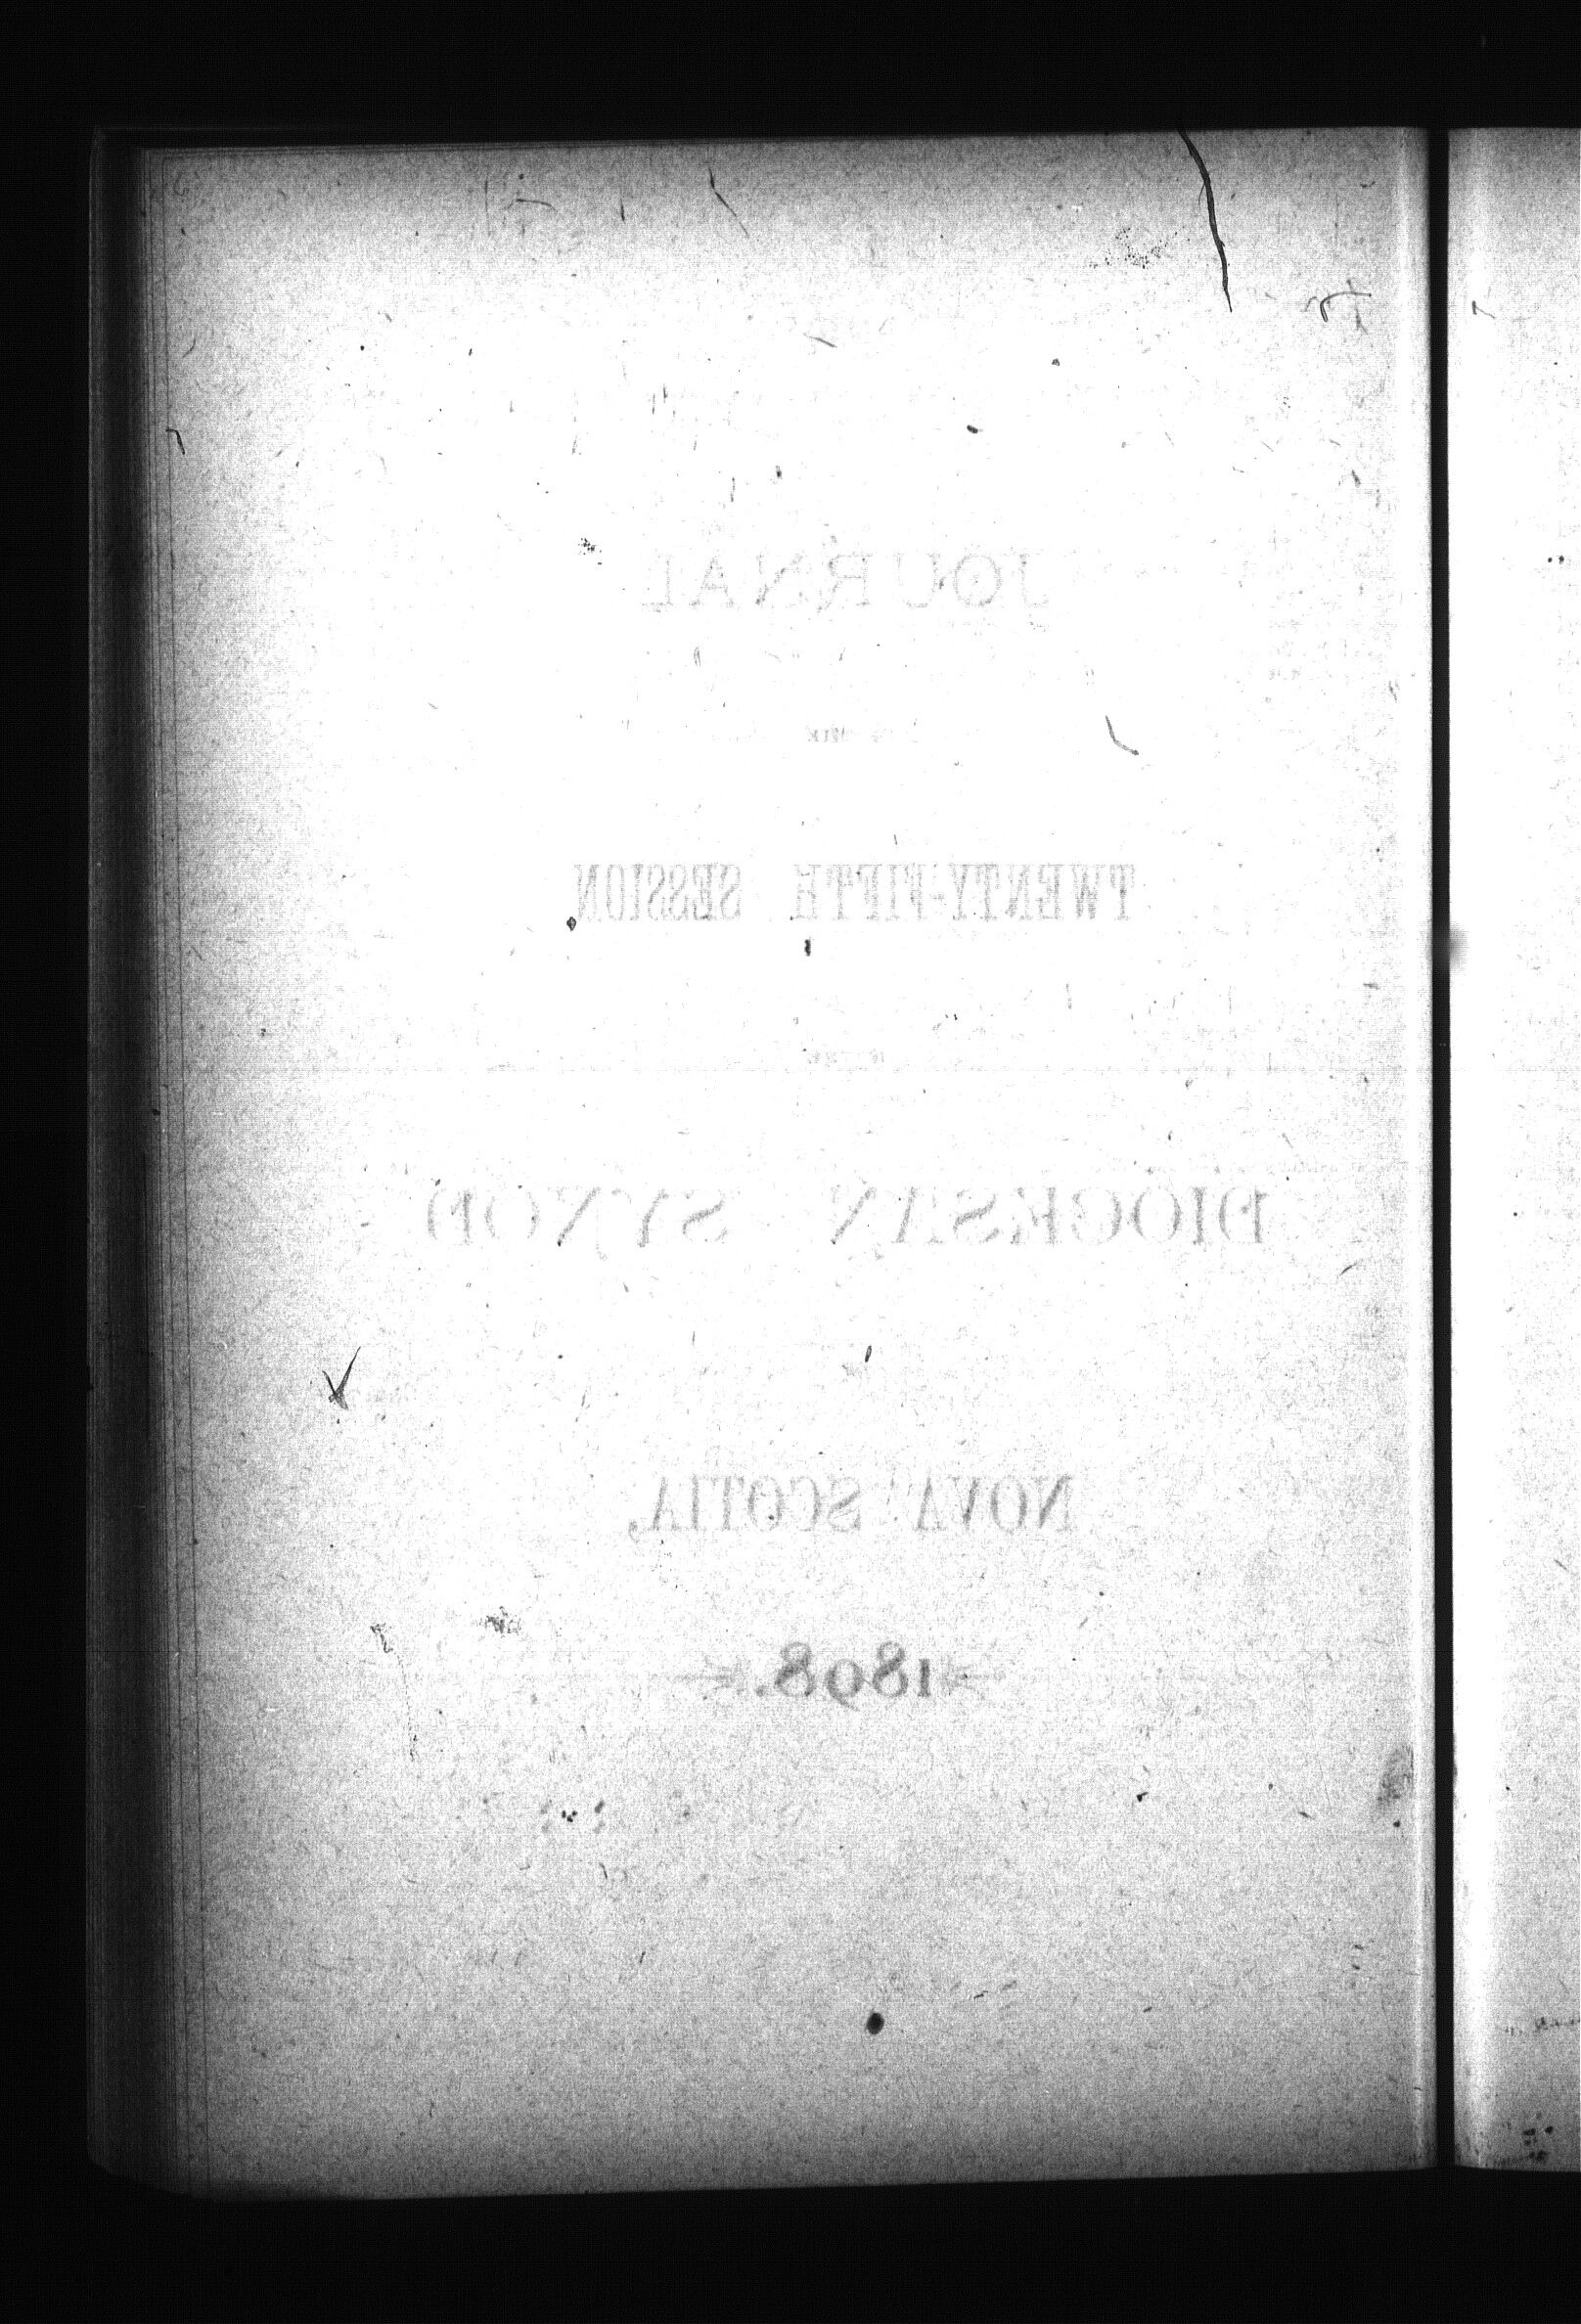 JOURNAL
TWENTY-FIFTH SESSION
DIOCESAN SYNOD
NOVA SCOTIA,
1898.